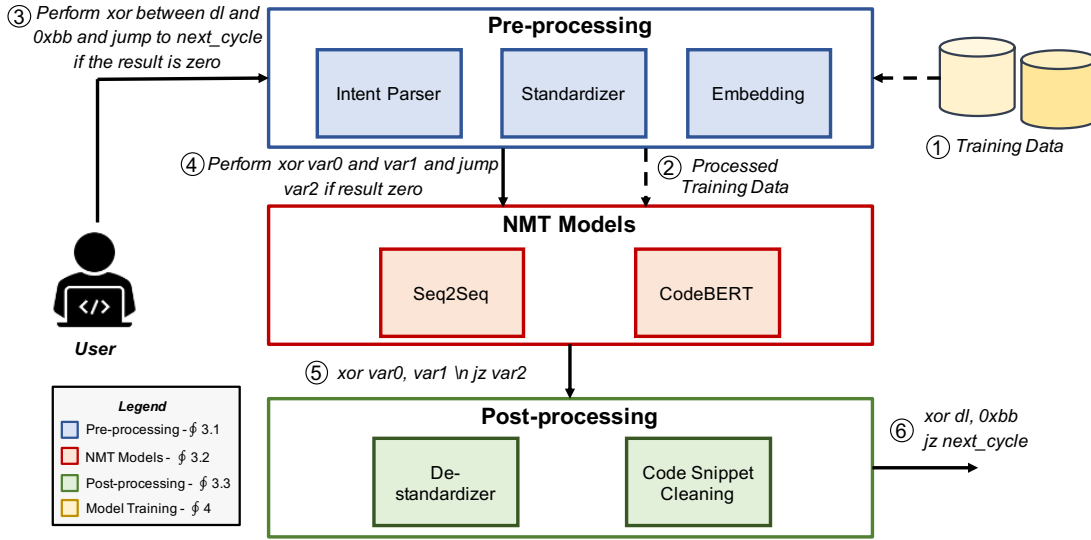 ③ Perform xor between dl and
0xbb and jump to next_cycle
if the result is zero
Pre-processing
Intent Parser
Standardizer
Embedding
① Training Data
④ Perform xor var0 and var1 and jump
var2 if result zero
② Processed
Training Data
NMT Models
Seq2Seq
CodeBERT
</>
User
⑤ xor var0, var1 \n jz var2
Legend
Pre-processing - ∮ 3.1
NMT Models - ∮ 3.2
Post-processing - ∮ 3.3
Model Training - ∮ 4
Post-processing
De-
standardizer
Code Snippet
Cleaning
⑥ xor dl, 0xbb
jz next_cycle